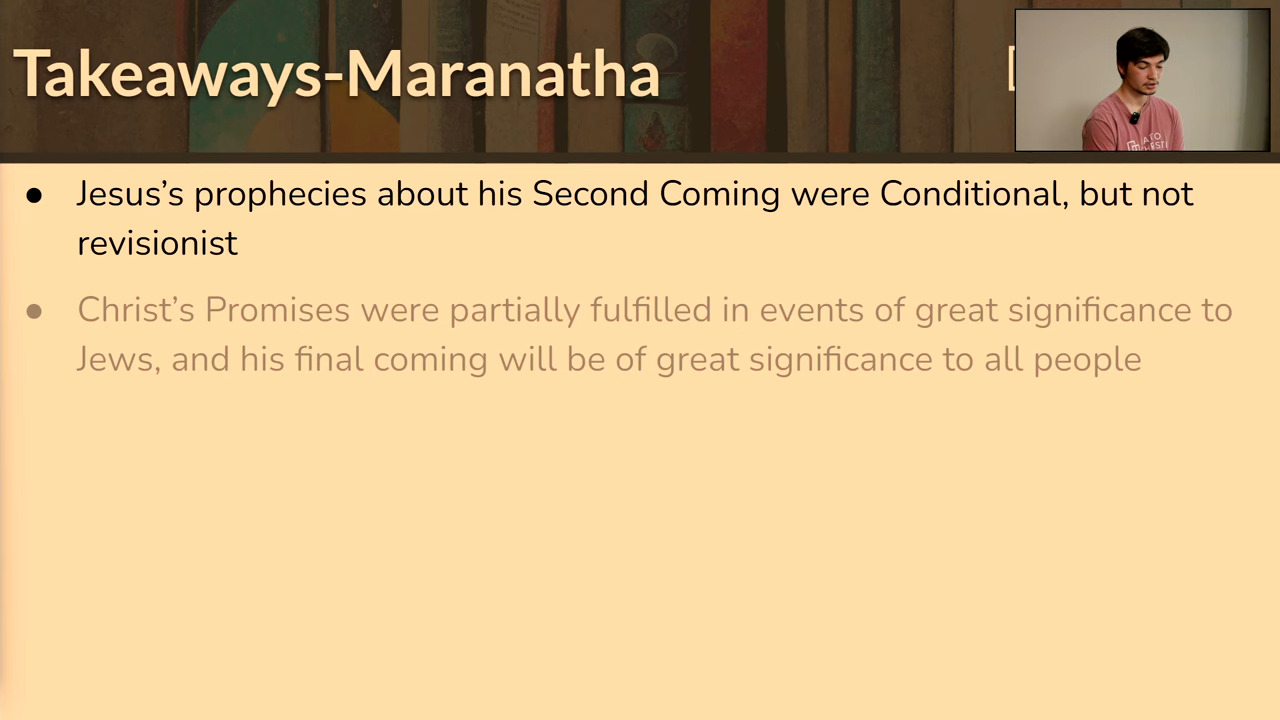 Takeaways-Maranatha
● Jesus’s prophecies about his Second Coming were Conditional, but not
revisionist
● Christ’s Promises were partially fulfilled in events of great significance to
Jews, and his final coming will be of great significance to all people